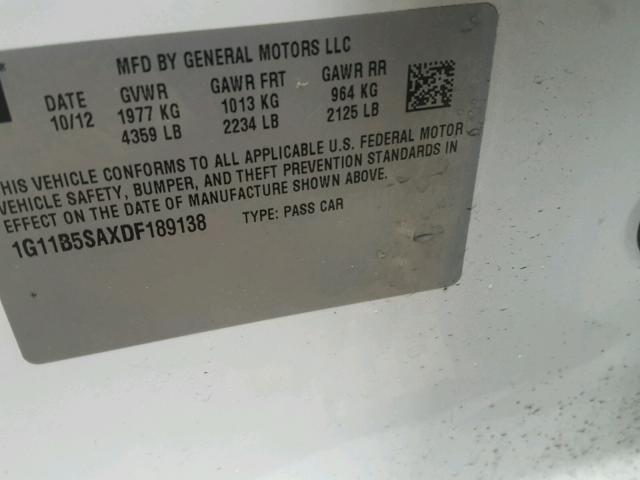 MFD BY GENERAL MOTORS LLC
DATE GVWR GAWR FRT GAWR RR
10/12 1977 KG 1013 KG 964 KG
4359 LB 2234 LB 2125 LB
THIS VEHICLE CONFORMS TO ALL APPLICABLE U.S. FEDERAL MOTOR
VEHICLE SAFETY, BUMPER, AND THEFT PREVENTION STANDARDS IN
EFFECT ON THE DATE OF MANUFACTURE SHOWN ABOVE.
1G11B5SAXDF189138 TYPE: PASS CAR